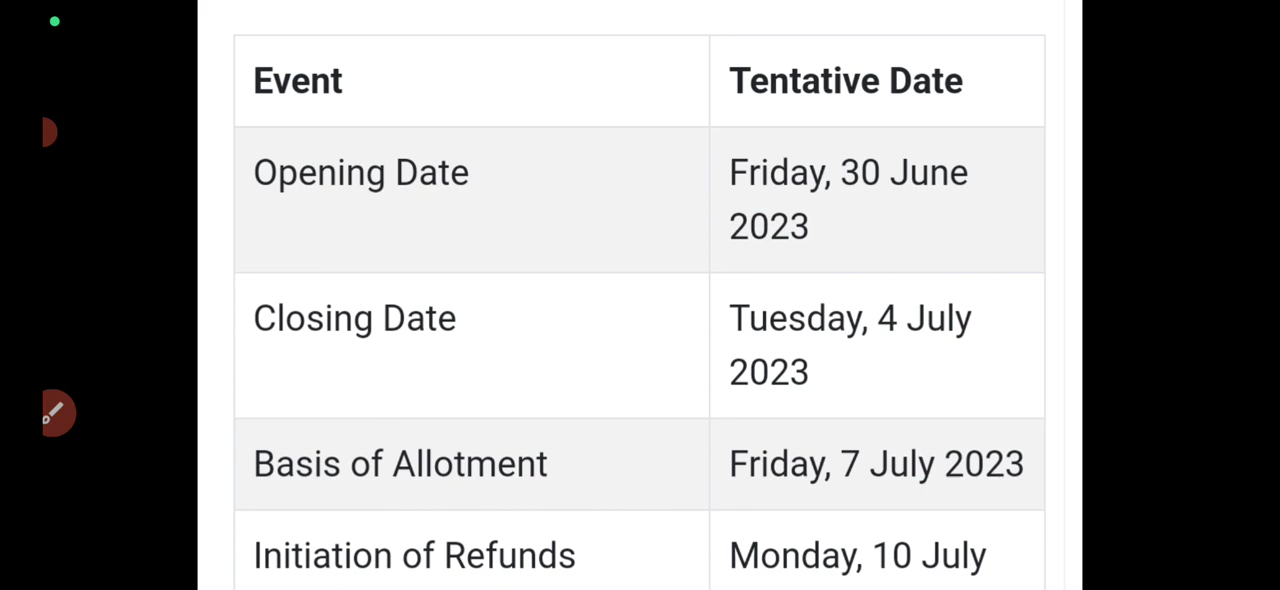 Event
Tentative Date
Opening Date
Friday, 30 June
2023
Closing Date
Tuesday, 4 July
2023
Basis of Allotment
Friday, 7 July 2023
Initiation of Refunds
Monday, 10 July